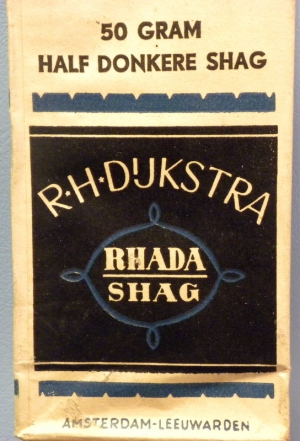 50 GRAM
HALF DONKERE SHAG
R·H·DIJKSTRA
RHADA
SHAG
AMSTERDAM-LEEUWARDEN